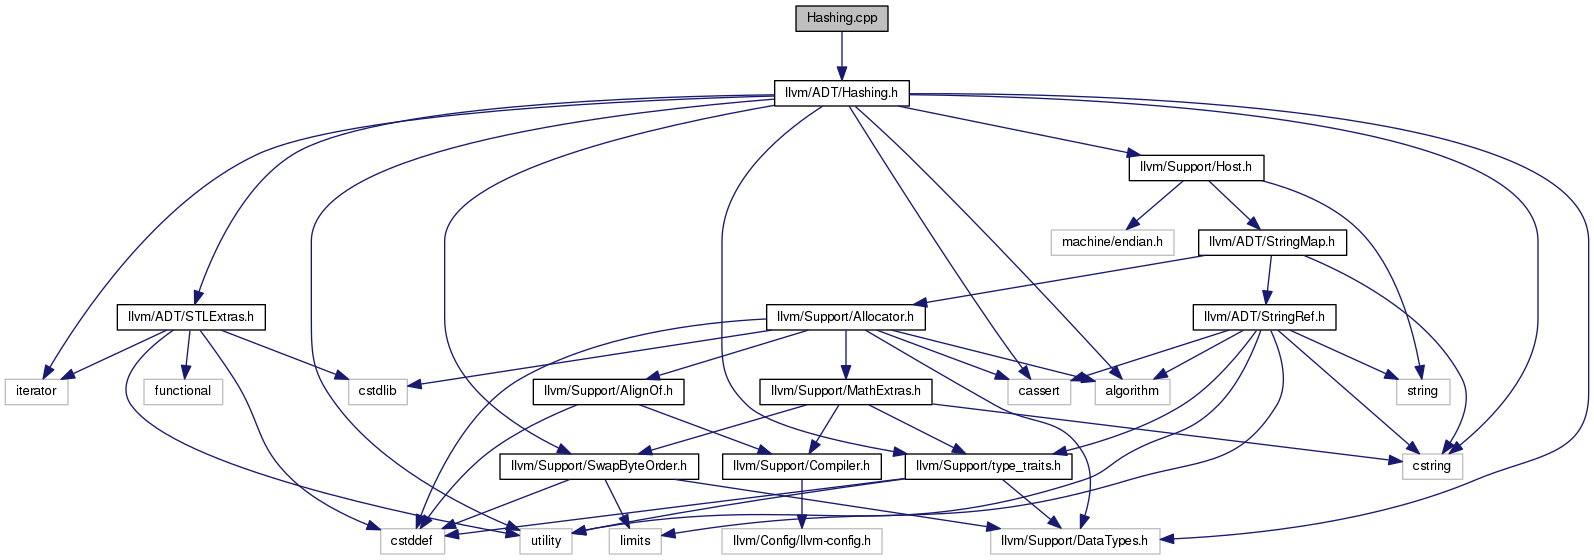 Hashing.cpp
llvm/ADT/Hashing.h
llvm/Support/Host.h
machine/endian.h
llvm/ADT/StringMap.h
llvm/ADT/STLExtras.h
llvm/Support/Allocator.h
llvm/ADT/StringRef.h
iterator
functional
cstdlib
llvm/Support/AlignOf.h
llvm/Support/MathExtras.h
cassert
algorithm
string
llvm/Support/SwapByteOrder.h
llvm/Support/Compiler.h
llvm/Support/type_traits.h
cstring
cstddef
utility
limits
llvm/Config/llvm-config.h
llvm/Support/DataTypes.h